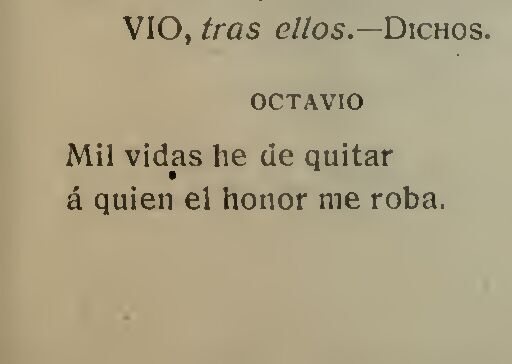 VIO, tras ellos.—DICHOS.
OCTAVIO
Mil vidas he de quitar
á quien el honor me roba.